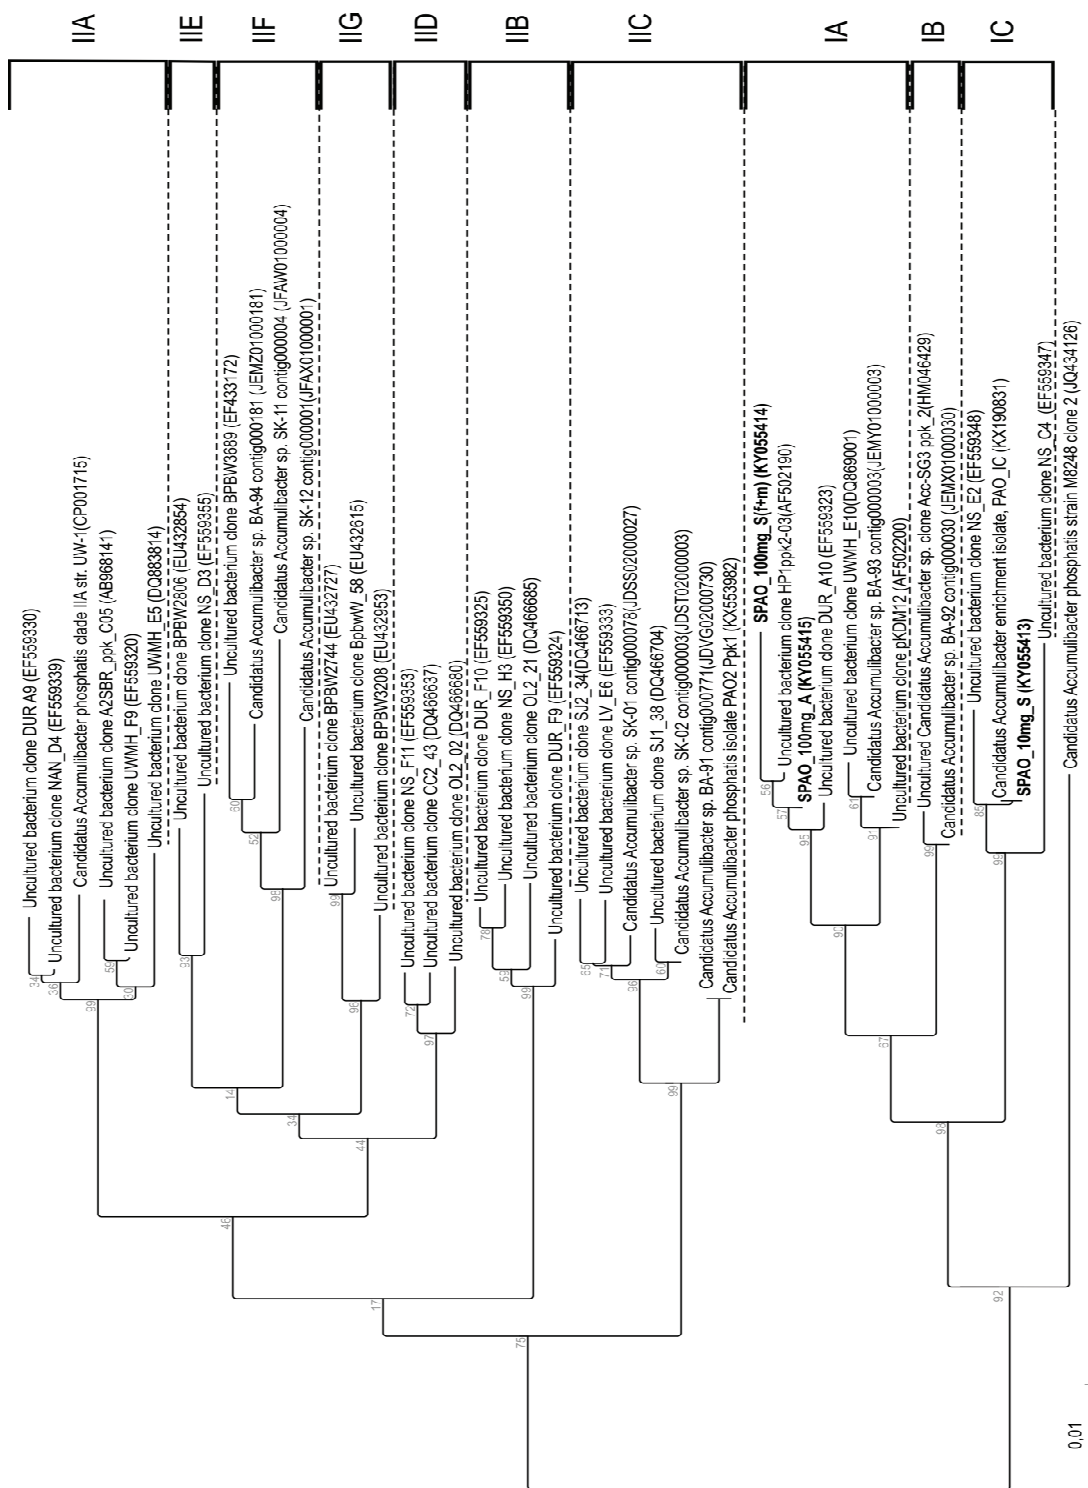 IIA
Uncultured bacterium clone DUR A9 (EF559330)
Uncultured bacterium clone NAN_D4 (EF559339)
Candidatus Accumulibacter phosphatis clade IIA str. UW-1(CP001715)
Uncultured bacterium clone A2SBR_ppk_C05 (AB968141)
Uncultured bacterium clone UWMH_F9 (EF559320)
Uncultured bacterium clone UWMH_E5 (DQ883814)
IIE
Uncultured bacterium clone BPBW2806 (EU432854)
Uncultured bacterium clone NS_D3 (EF559355)
IIF
Uncultured bacterium clone BPBW3689 (EF433172)
Candidatus Accumulibacter sp. BA-94 contig000181 (JEMZ01000181)
Candidatus Accumulibacter sp. SK-11 contig000004 (JFAW01000004)
Candidatus Accumulibacter sp. SK-12 contig000001(JFAX01000001)
IIG
Uncultured bacterium clone BPBW2744 (EU432727)
Uncultured bacterium clone BpbwW_58 (EU432615)
Uncultured bacterium clone BPBW3208 (EU432953)
IID
Uncultured bacterium clone NS_F11 (EF559353)
Uncultured bacterium clone CC2_43 (DQ466637)
Uncultured bacterium clone OL2_02 (DQ466680)
IIB
Uncultured bacterium clone DUR_F10 (EF559325)
Uncultured bacterium clone NS_H3 (EF559350)
Uncultured bacterium clone OL2_21 (DQ466685)
Uncultured bacterium clone DUR_F9 (EF559324)
IIC
Uncultured bacterium clone SJ2_34(DQ466713)
Uncultured bacterium clone LV_E6 (EF559333)
Candidatus Accumulibacter sp. SK-01 contig000078(JDSS02000027)
Uncultured bacterium clone SJ1_38 (DQ466704)
Candidatus Accumulibacter sp. SK-02 contig000003(JDST02000003)
Candidatus Accumulibacter sp. BA-91 contig000771(JDVG02000730)
Candidatus Accumulibacter phosphatis isolate PAO2 Ppk1 (KX553982)
IA
SPAO_100mg_S(f+m) (KY055414)
Uncultured bacterium clone HP1ppk2-03(AF502190)
SPAO_100mg_A (KY055415)
Uncultured bacterium clone DUR_A10 (EF559323)
Uncultured bacterium clone UWMH_E10(DQ869001)
Candidatus Accumulibacter sp. BA-93 contig000003(JEMY01000003)
Uncultured bacterium clone pKDM12 (AF502200)
IB
Uncultured Candidatus Accumulibacter sp. clone Acc-SG3 ppk_2(HM046429)
Candidatus Accumulibacter sp. BA-92 contig000030 (JEMX01000030)
IC
Uncultured bacterium clone NS_E2 (EF559348)
Candidatus Accumulibacter enrichment isolate, PAO_IC (KX190831)
SPAO_10mg_S (KY055413)
Uncultured bacterium clone NS_C4 (EF559347)
Candidatus Accumulibacter phosphatis strain M8248 clone 2 (JQ434126)
34
36
99
59
30
93
60
52
98
14
99
96
34
72
97
44
46
78
59
99
17
65
71
96
60
99
75
56
57
95
61
91
90
99
67
85
99
98
92
0,01